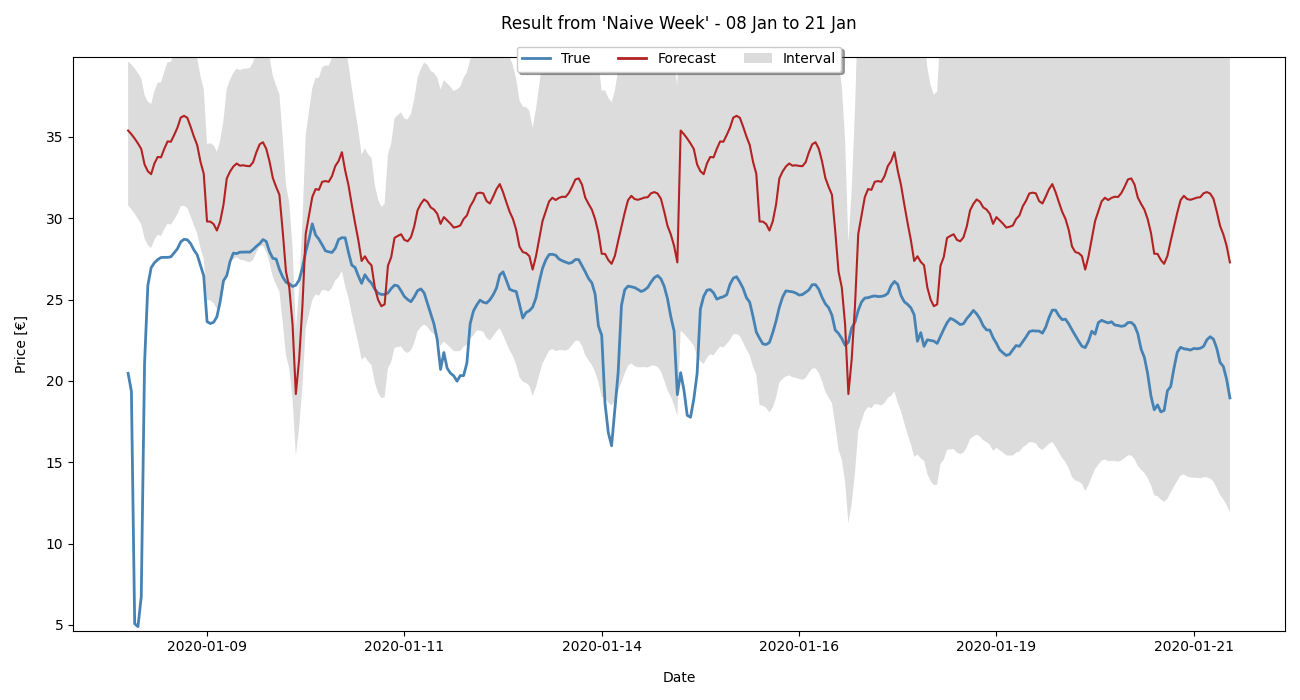 Result from 'Naive Week' - 08 Jan to 21 Jan
True Forecast Interval
Price [€]
35
30
25
20
15
10
5
2020-01-09 2020-01-11 2020-01-14 2020-01-16 2020-01-19 2020-01-21
Date